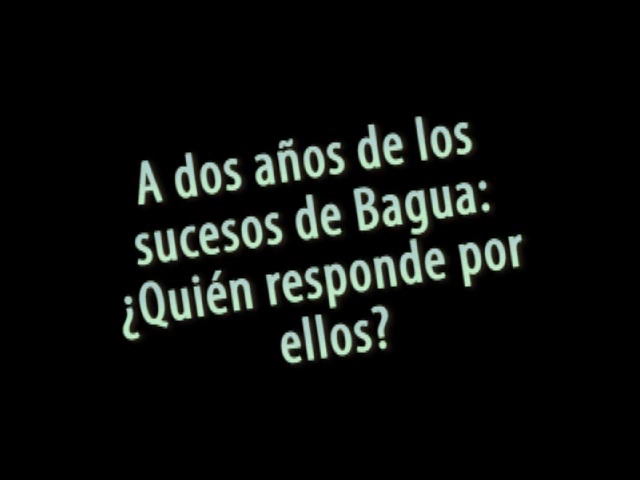 A dos años de los
sucesos de Bagua:
¿Quién responde por
ellos?